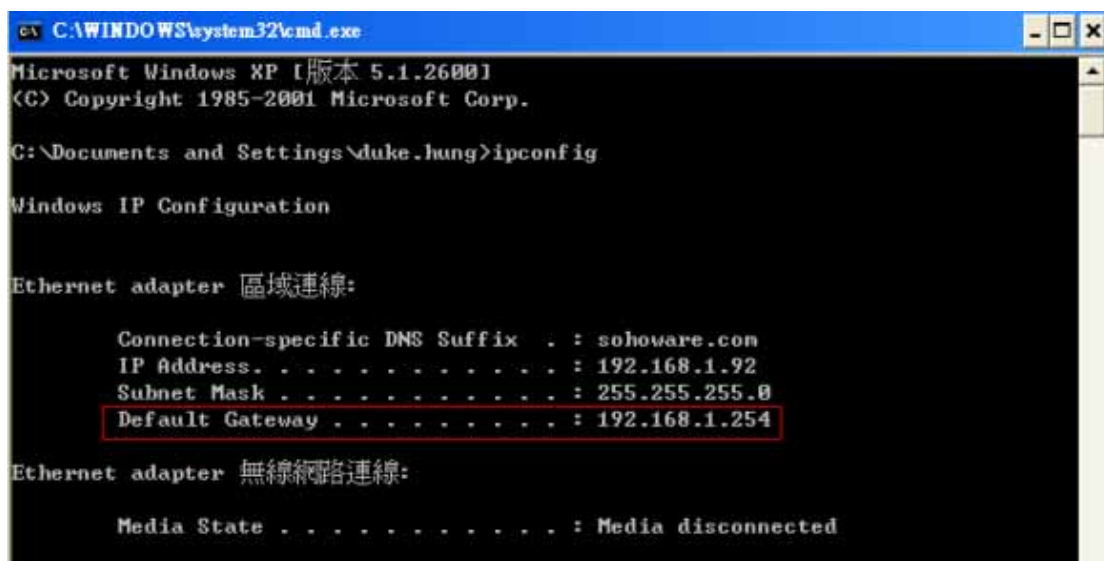 C:\WINDOWS\system32\cmd.exe
Microsoft Windows XP [版本 5.1.2600]
(C) Copyright 1985-2001 Microsoft Corp.
C:\Documents and Settings\duke.hung>ipconfig
Windows IP Configuration
Ethernet adapter 區域連線:
Connection-specific DNS Suffix . : sohoware.com
IP Address. . . . . . . . . . . . : 192.168.1.92
Subnet Mask . . . . . . . . . . . : 255.255.255.0
Default Gateway . . . . . . . . . : 192.168.1.254
Ethernet adapter 無線網路連線:
Media State . . . . . . . . . . . : Media disconnected